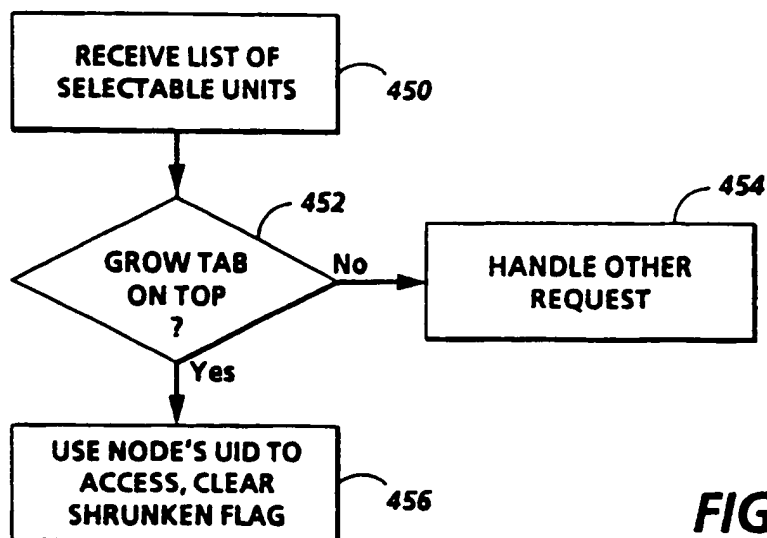 RECEIVE LIST OF
SELECTABLE UNITS
450
452
GROW TAB
ON TOP
?
No
454
HANDLE OTHER
REQUEST
Yes
USE NODE'S UID TO
ACCESS, CLEAR
SHRUNKEN FLAG
456
FIG